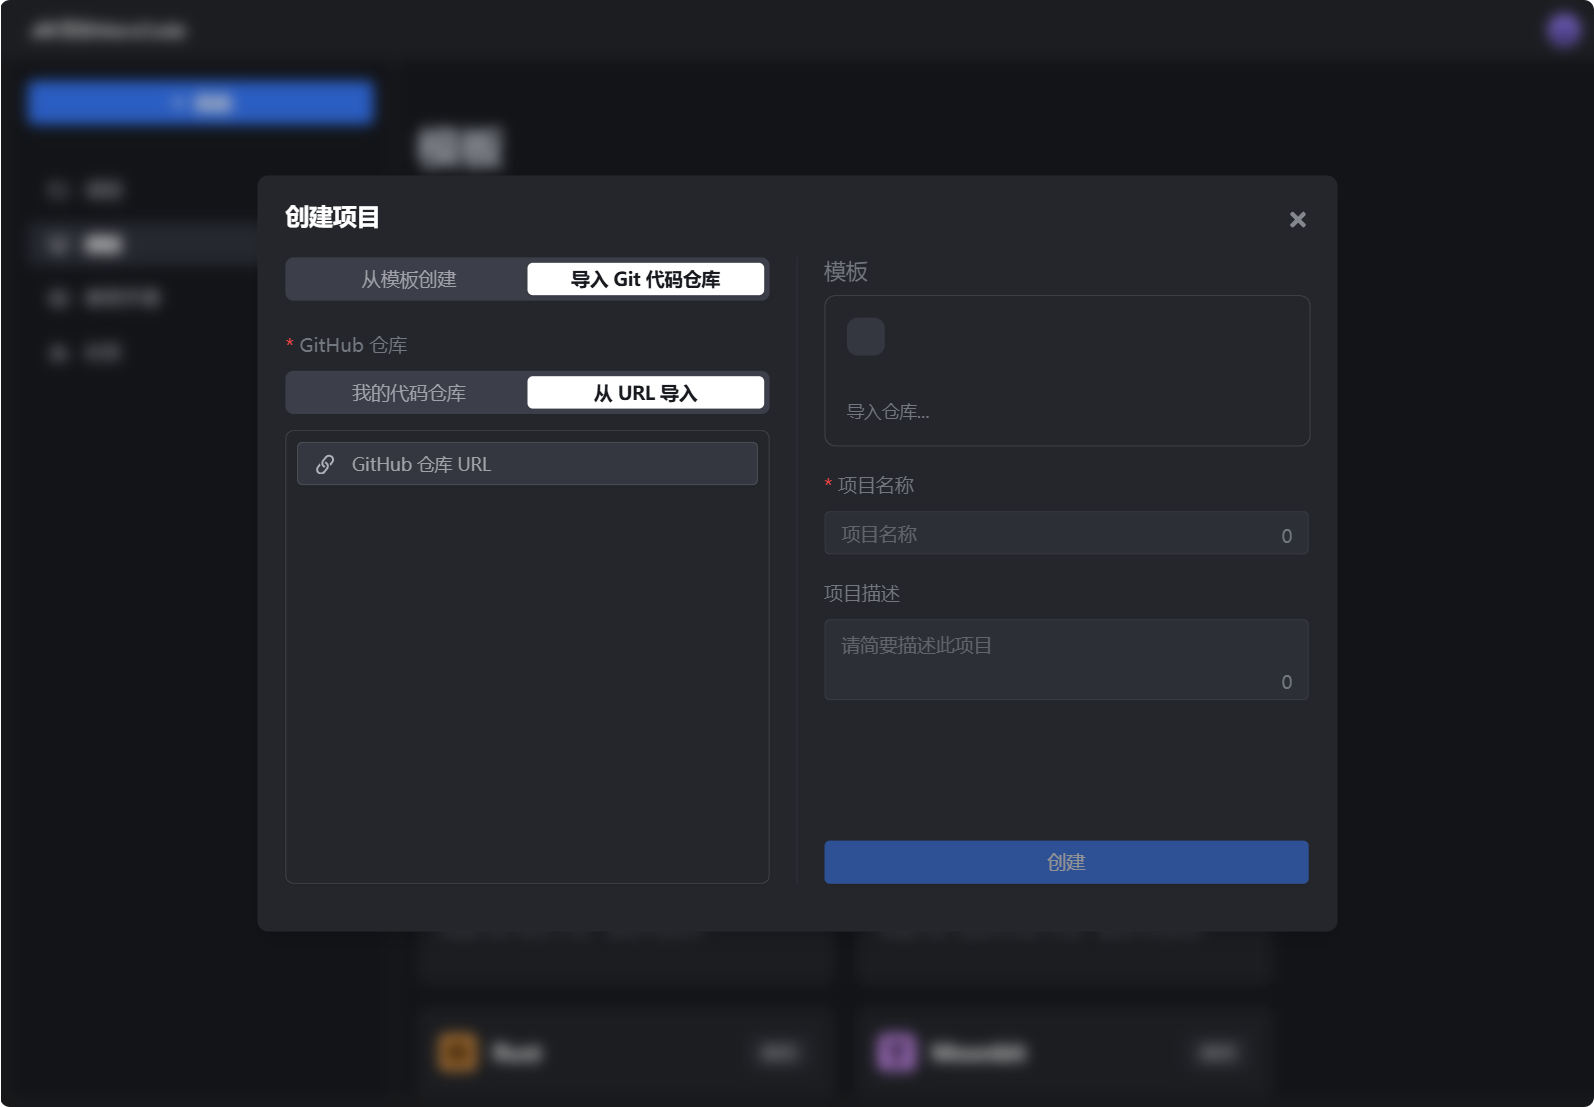 创建项目
从模板创建
导入 Git 代码仓库
* GitHub 仓库
我的代码仓库
从 URL 导入
GitHub 仓库 URL
模板
导入仓库...
* 项目名称
项目名称
0
项目描述
请简要描述此项目
0
创建
模板
Rust